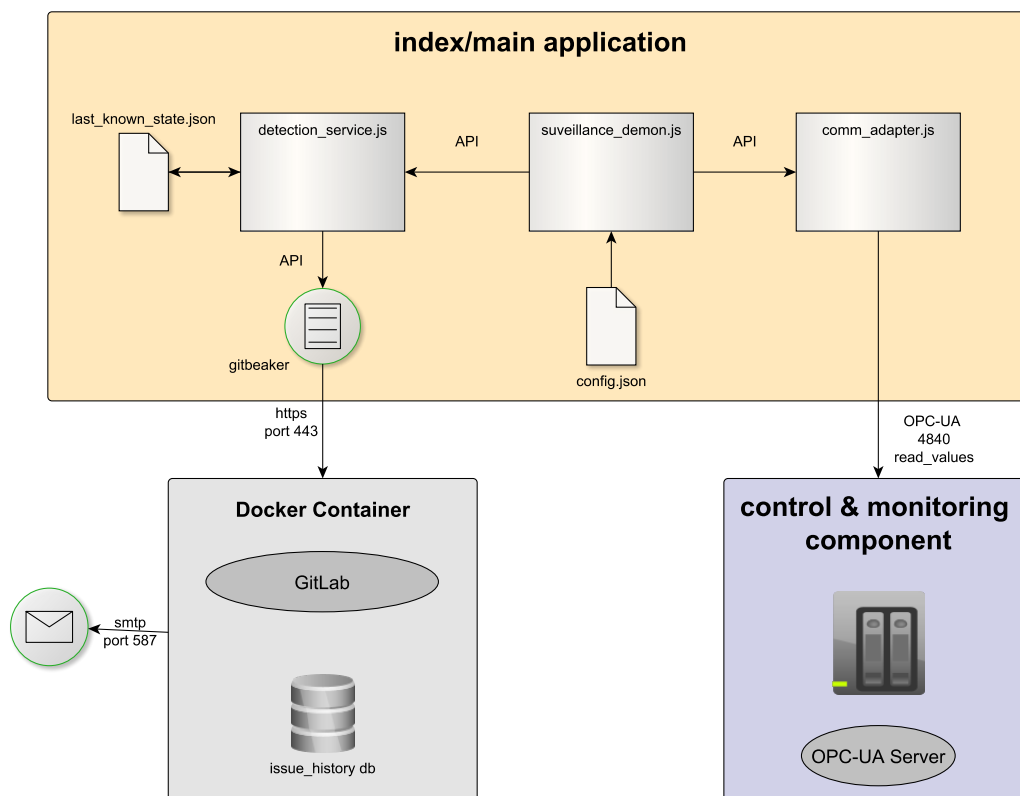 index/main application
last_known_state.json
detection_service.js
API
suveillance_demon.js
API
comm_adapter.js
API
gitbeaker
config.json
https
port 443
OPC-UA
4840
read_values
Docker Container
GitLab
smtp
port 587
issue_history db
control & monitoring
component
OPC-UA Server